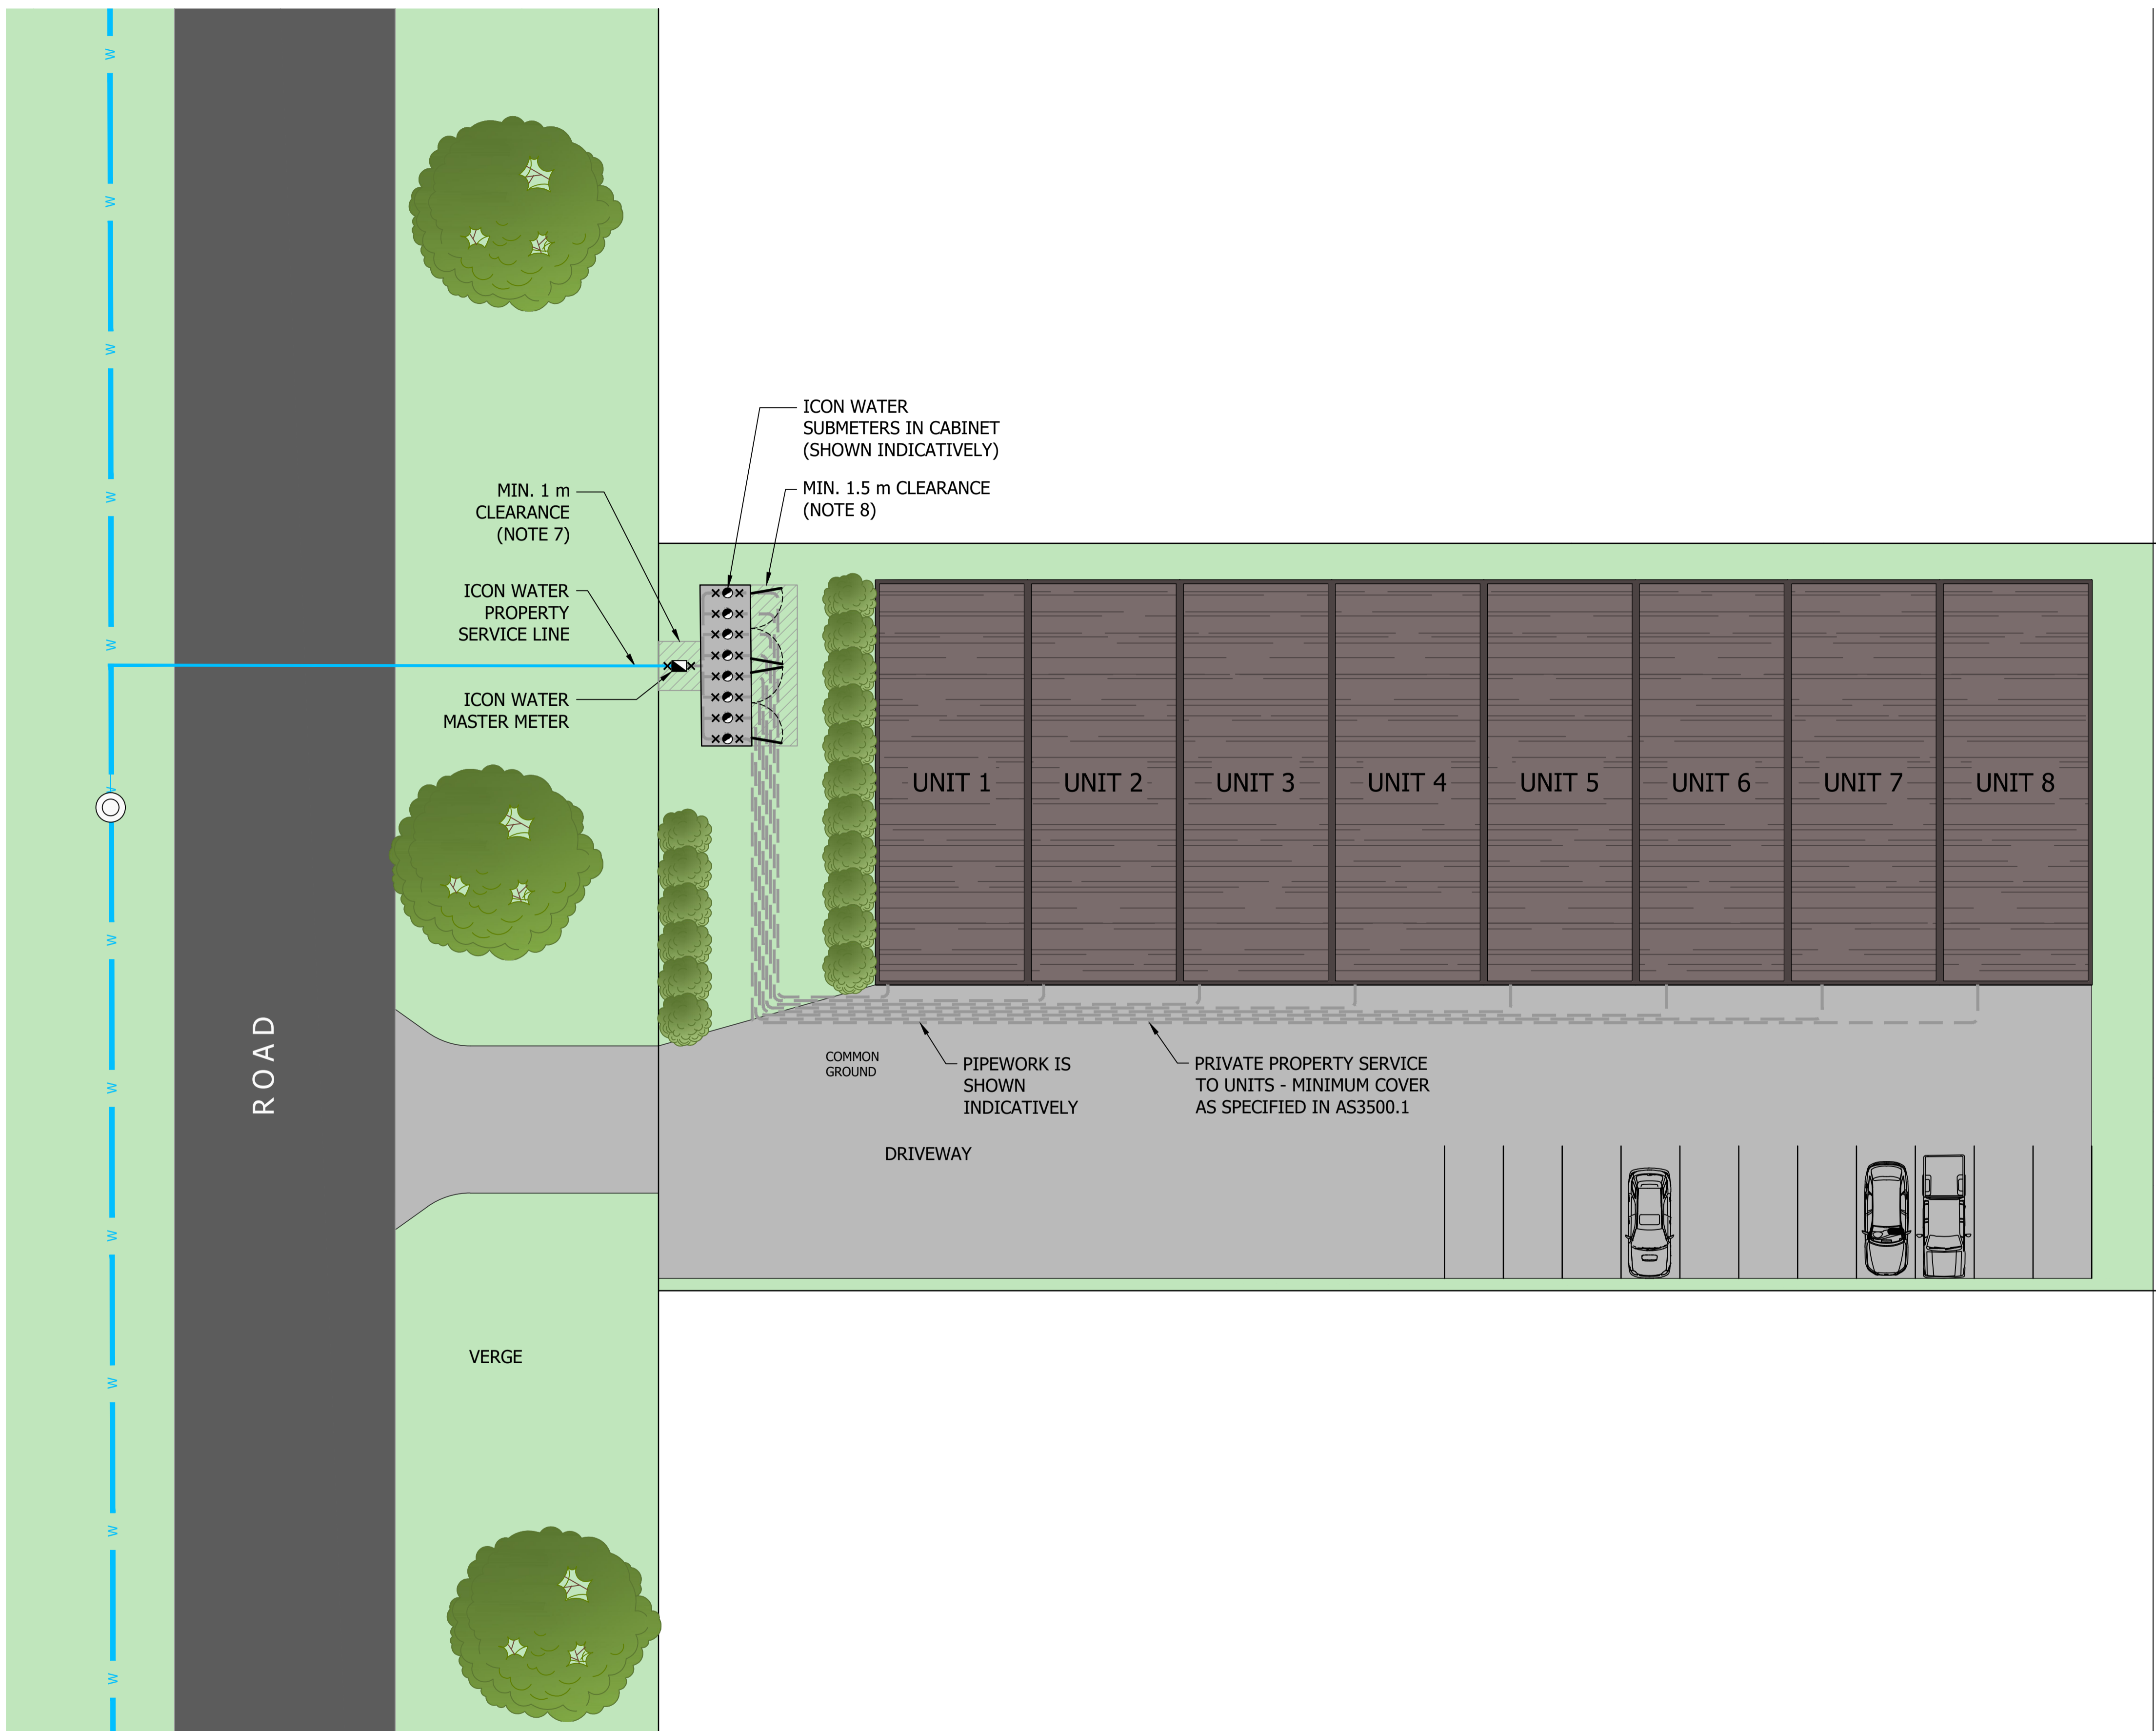 W
W
W
W
W
W
W
W
W
W
W
ROAD
ICON WATER
SUBMETERS IN CABINET
(SHOWN INDICATIVELY)
MIN. 1.5 m CLEARANCE
(NOTE 8)
MIN. 1 m
CLEARANCE
(NOTE 7)
ICON WATER
PROPERTY
SERVICE LINE
ICON WATER
MASTER METER
UNIT 1
UNIT 2
UNIT 3
UNIT 4
UNIT 5
UNIT 6
UNIT 7
UNIT 8
COMMON
GROUND
PIPEWORK IS
SHOWN
INDICATIVELY
PRIVATE PROPERTY SERVICE
TO UNITS - MINIMUM COVER
AS SPECIFIED IN AS3500.1
DRIVEWAY
VERGE